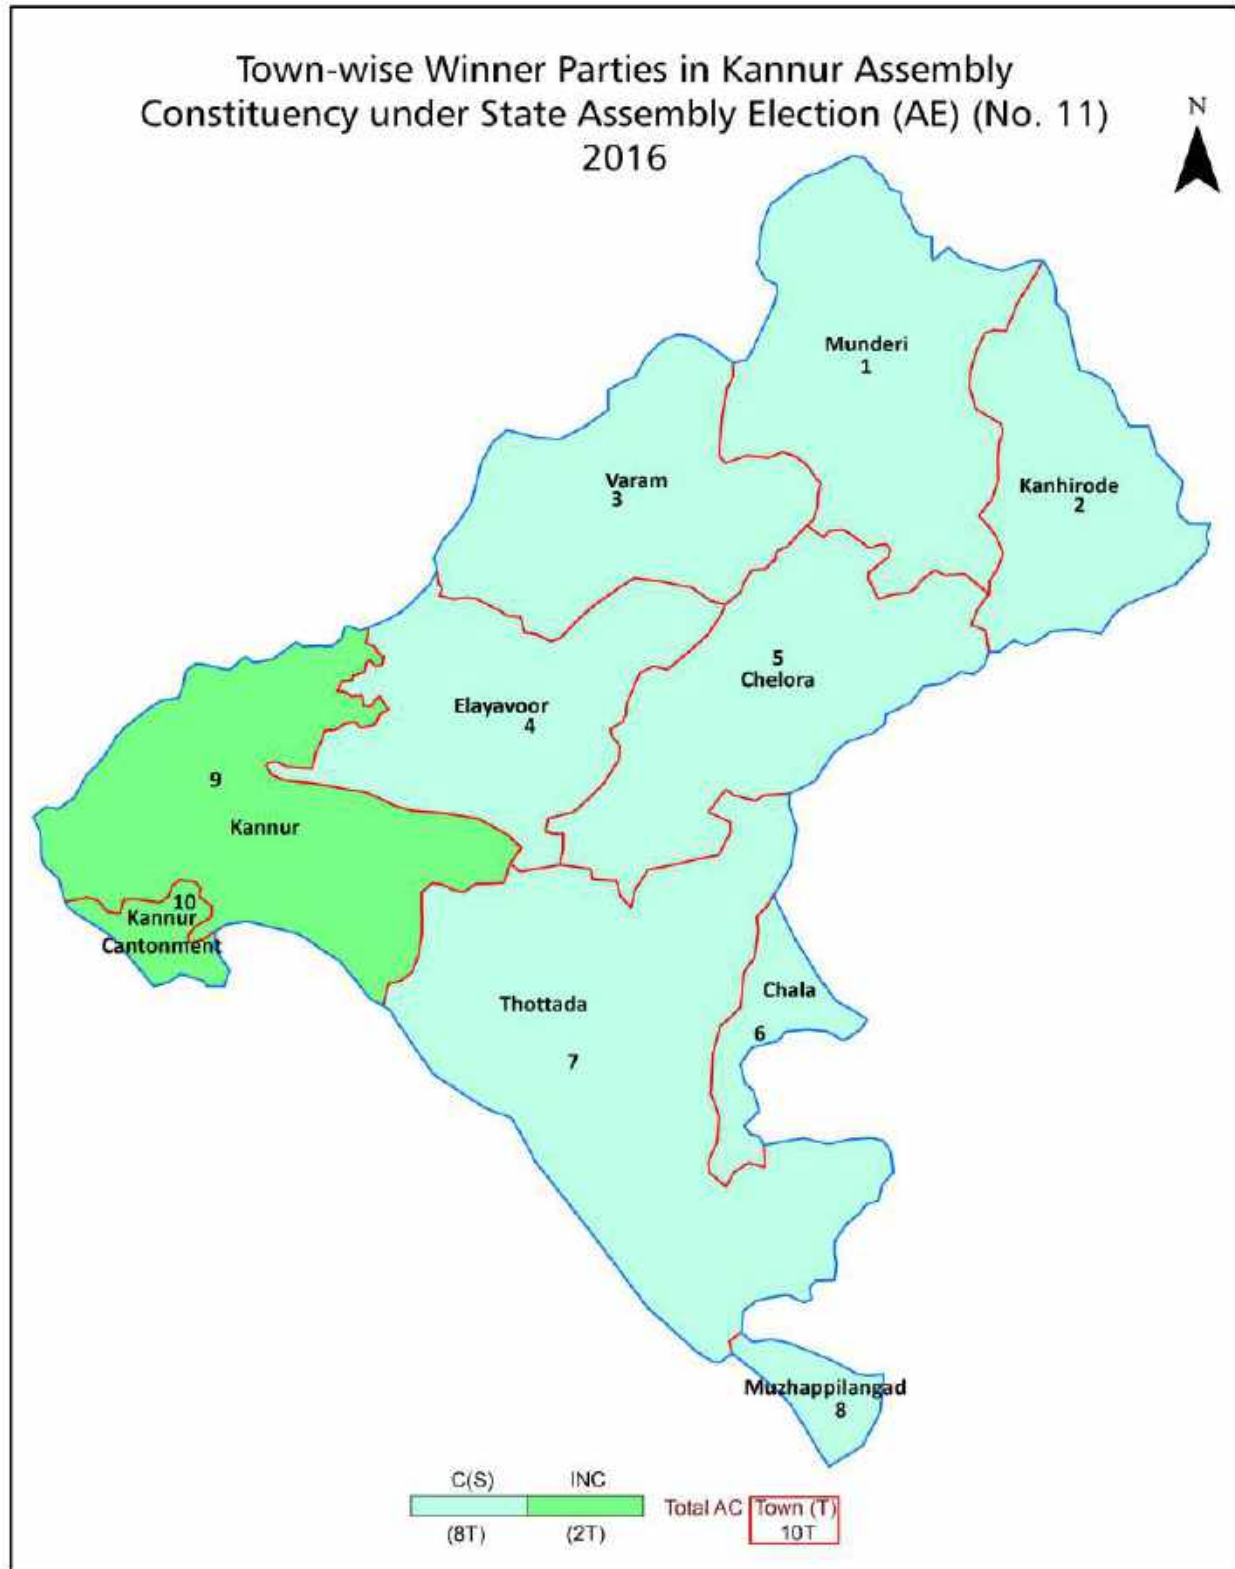 Town-wise Winner Parties in Kannur Assembly
Constituency under State Assembly Election (AE) (No. 11)
2016
N
Munderi
1
Kanhirode
2
Varam
3
5
Chelora
Elayavoor
4
9
Kannur
10
Kannur
Cantonment
Chala
6
Thottada
7
Muzhappilangad
8
C(S) INC
Total AC Town (T)
(8T) (2T) 10T